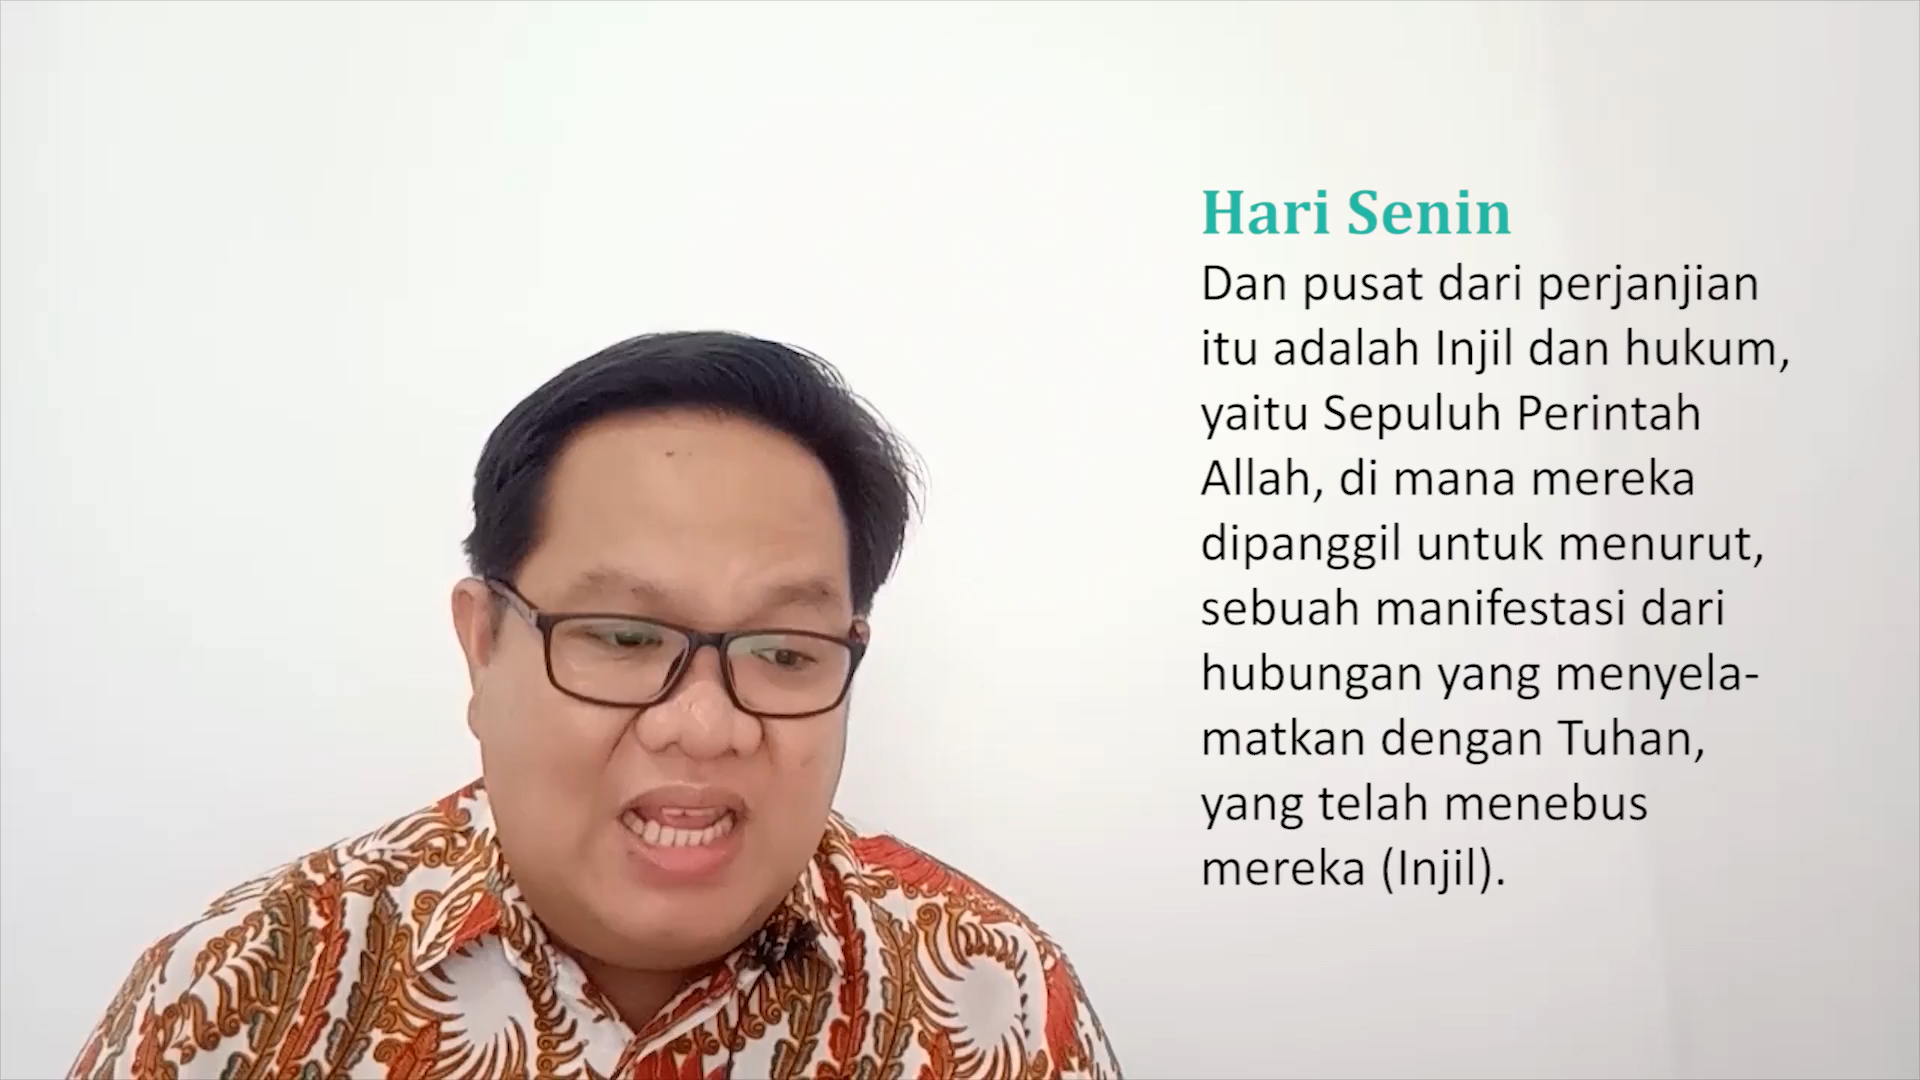 Hari Senin
Dan pusat dari perjanjian
itu adalah Injil dan hukum,
yaitu Sepuluh Perintah
Allah, di mana mereka
dipanggil untuk menurut,
sebuah manifestasi dari
hubungan yang menyela-
matkan dengan Tuhan,
yang telah menebus
mereka (Injil).